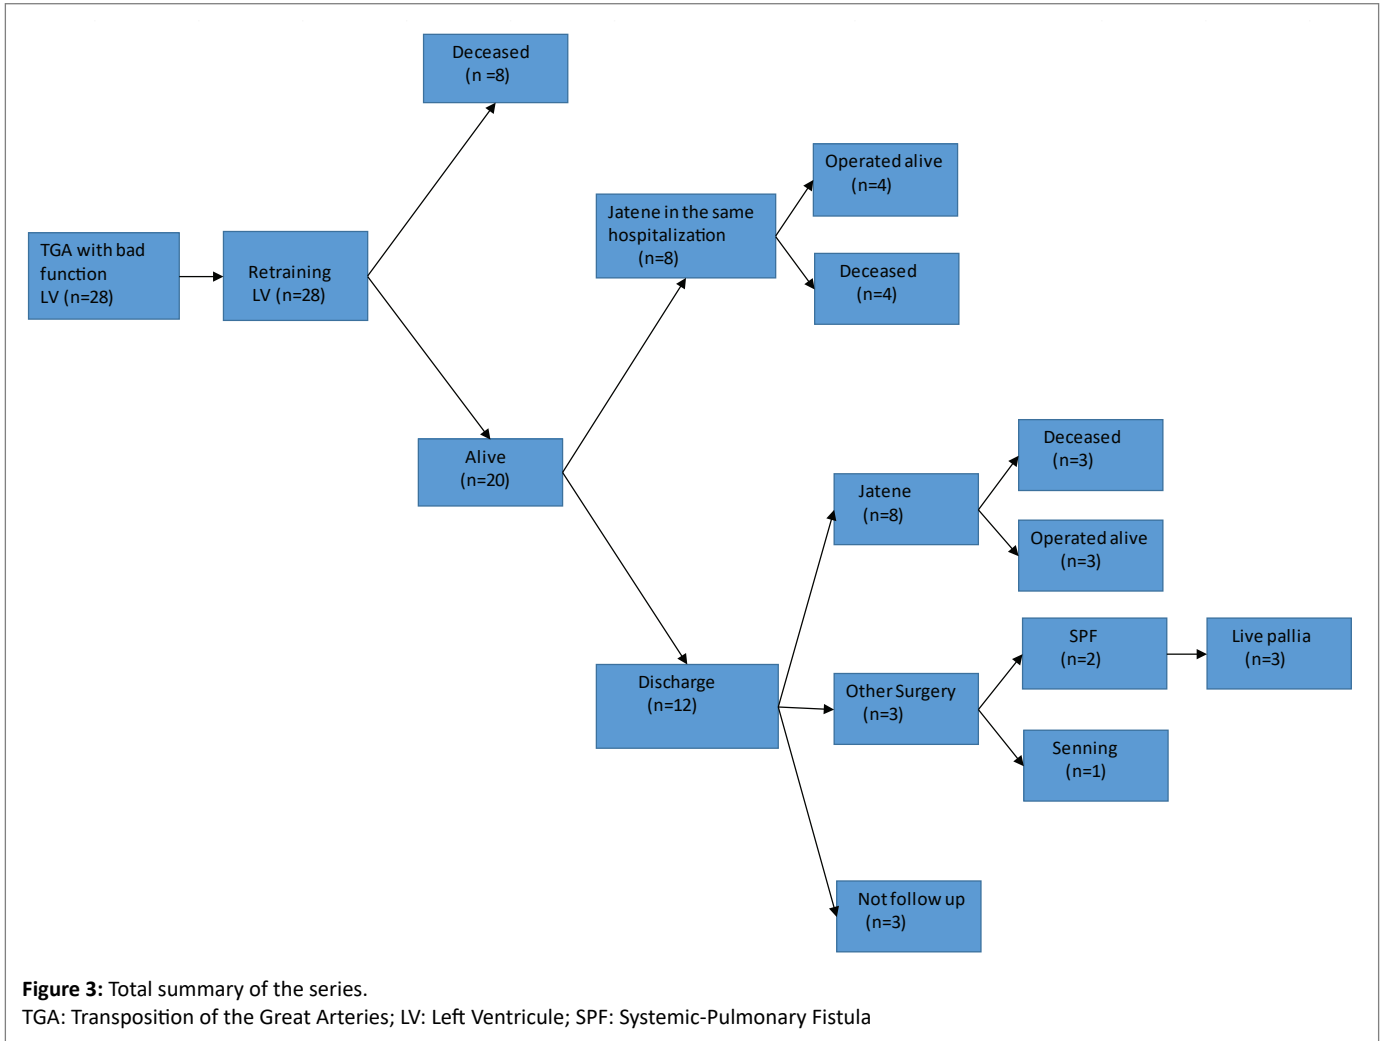 Deceased
(n =8)
TGA with bad
function
LV (n=28)
Retraining
LV (n=28)
Alive
(n=20)
Jatene in the same
hospitalization
(n=8)
Operated alive
(n=4)
Deceased
(n=4)
Discharge
(n=12)
Jatene
(n=8)
Deceased
(n=3)
Operated alive
(n=3)
Other Surgery
(n=3)
SPF
(n=2)
Live pallia
(n=3)
Senning
(n=1)
Not follow up
(n=3)
Figure 3: Total summary of the series.
TGA: Transposition of the Great Arteries; LV: Left Ventricule; SPF: Systemic-Pulmonary Fistula